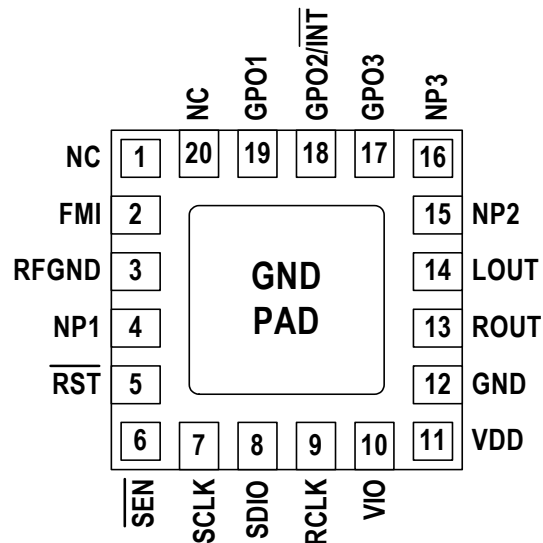 NC
GPO1
GPO2/INT
GPO3
NP3
NC 1 20 19 18 17 16
FMI 2 15 NP2
RFGND 3 GND 14 LOUT
NP1 4 PAD 13 ROUT
RST 5 12 GND
6 7 8 9 10 11 VDD
SEN
SCLK
SDIO
RCLK
VIO